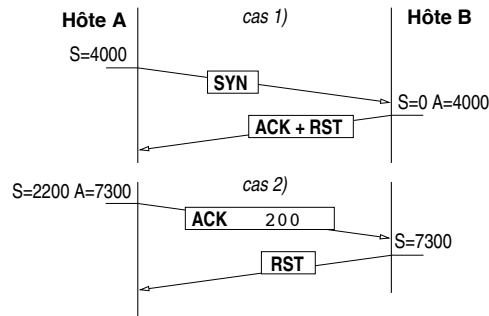 Hôte A
cas 1)
Hôte B
S=4000
SYN
S=0 A=4000
ACK + RST
cas 2)
S=2200 A=7300
ACK 200
S=7300
RST